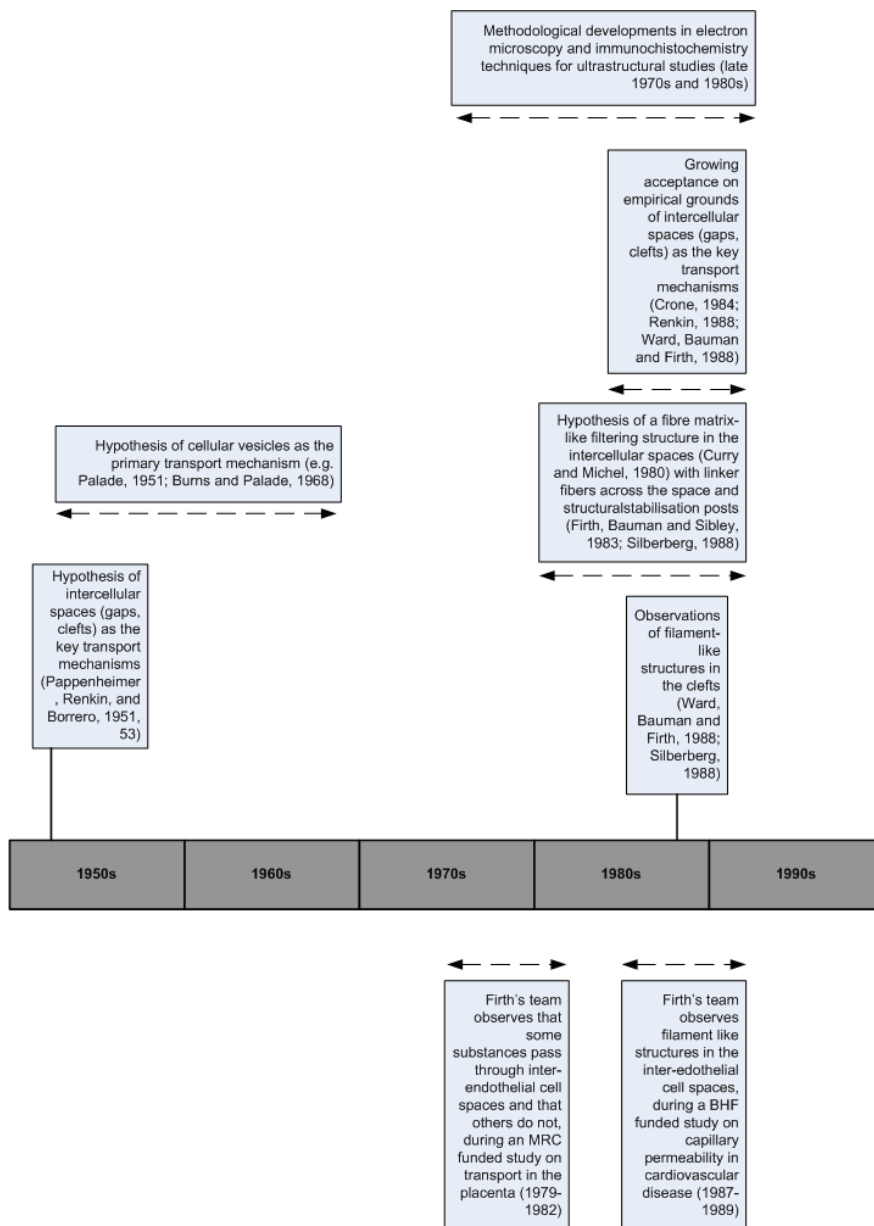 Methodological developments in electron
microscopy and immunochistochemistry
techniques for ultrastructural studies (late
1970s and 1980s)
Growing
acceptance on
empirical grounds
of intercellular
spaces (gaps,
clefts) as the key
transport
mechanisms
(Crone, 1984;
Renkin, 1988;
Ward, Bauman
and Firth, 1988)
Hypothesis of cellular vesicles as the
primary transport mechanism (e.g.
Palade, 1951; Burns and Palade, 1968)
Hypothesis of a fibre matrix-
like filtering structure in the
intercellular spaces (Curry
and Michel, 1980) with linker
fibers across the space and
structuralstabilisation posts
(Firth, Bauman and Sibley,
1983; Silberberg, 1988)
Hypothesis of
intercellular
spaces (gaps,
clefts) as the
key transport
mechanisms
(Pappenheimer
, Renkin, and
Borrero, 1951,
53)
Observations
of filament-
like
structures in
the clefts
(Ward,
Bauman and
Firth, 1988;
Silberberg,
1988)
1950s
1960s
1970s
1980s
1990s
Firth's team
observes that
some
substances pass
through inter-
endothelial cell
spaces and that
others do not,
during an MRC
funded study on
transport in the
placenta (1979-
1982)
Firth's team
observes
filament like
structures in the
inter-edothelial
cell spaces,
during a BHF
funded study on
capillary
permeability in
cardiovascular
disease (1987-
1989)